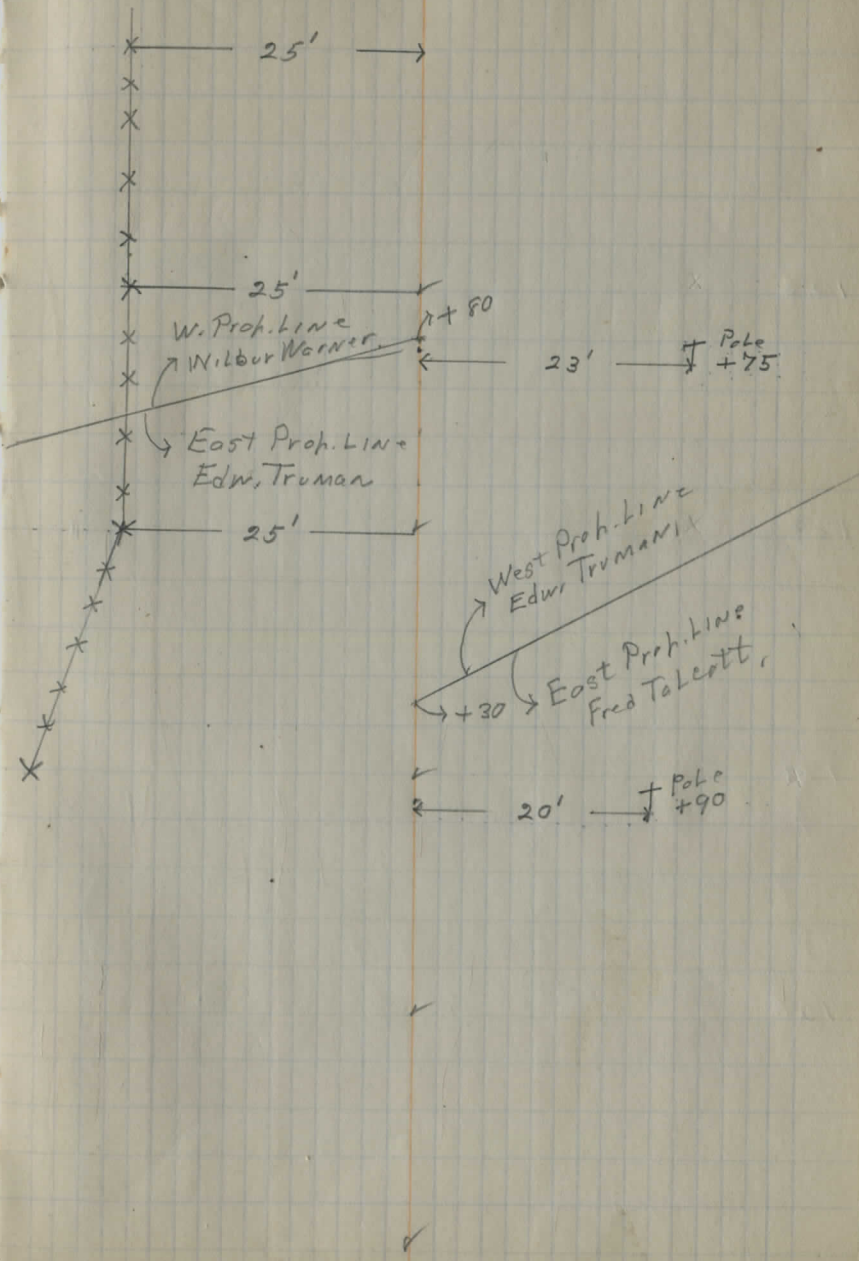 25'
25'
+80
W. Prop. Line
Wilbur Warner
Pole
23' +75
East Prop. Line
Edw. Truman
25'
West Prop. Line
Edw. Truman
East Prop. Line
Fred Talcott
+30
Pole
20' +90